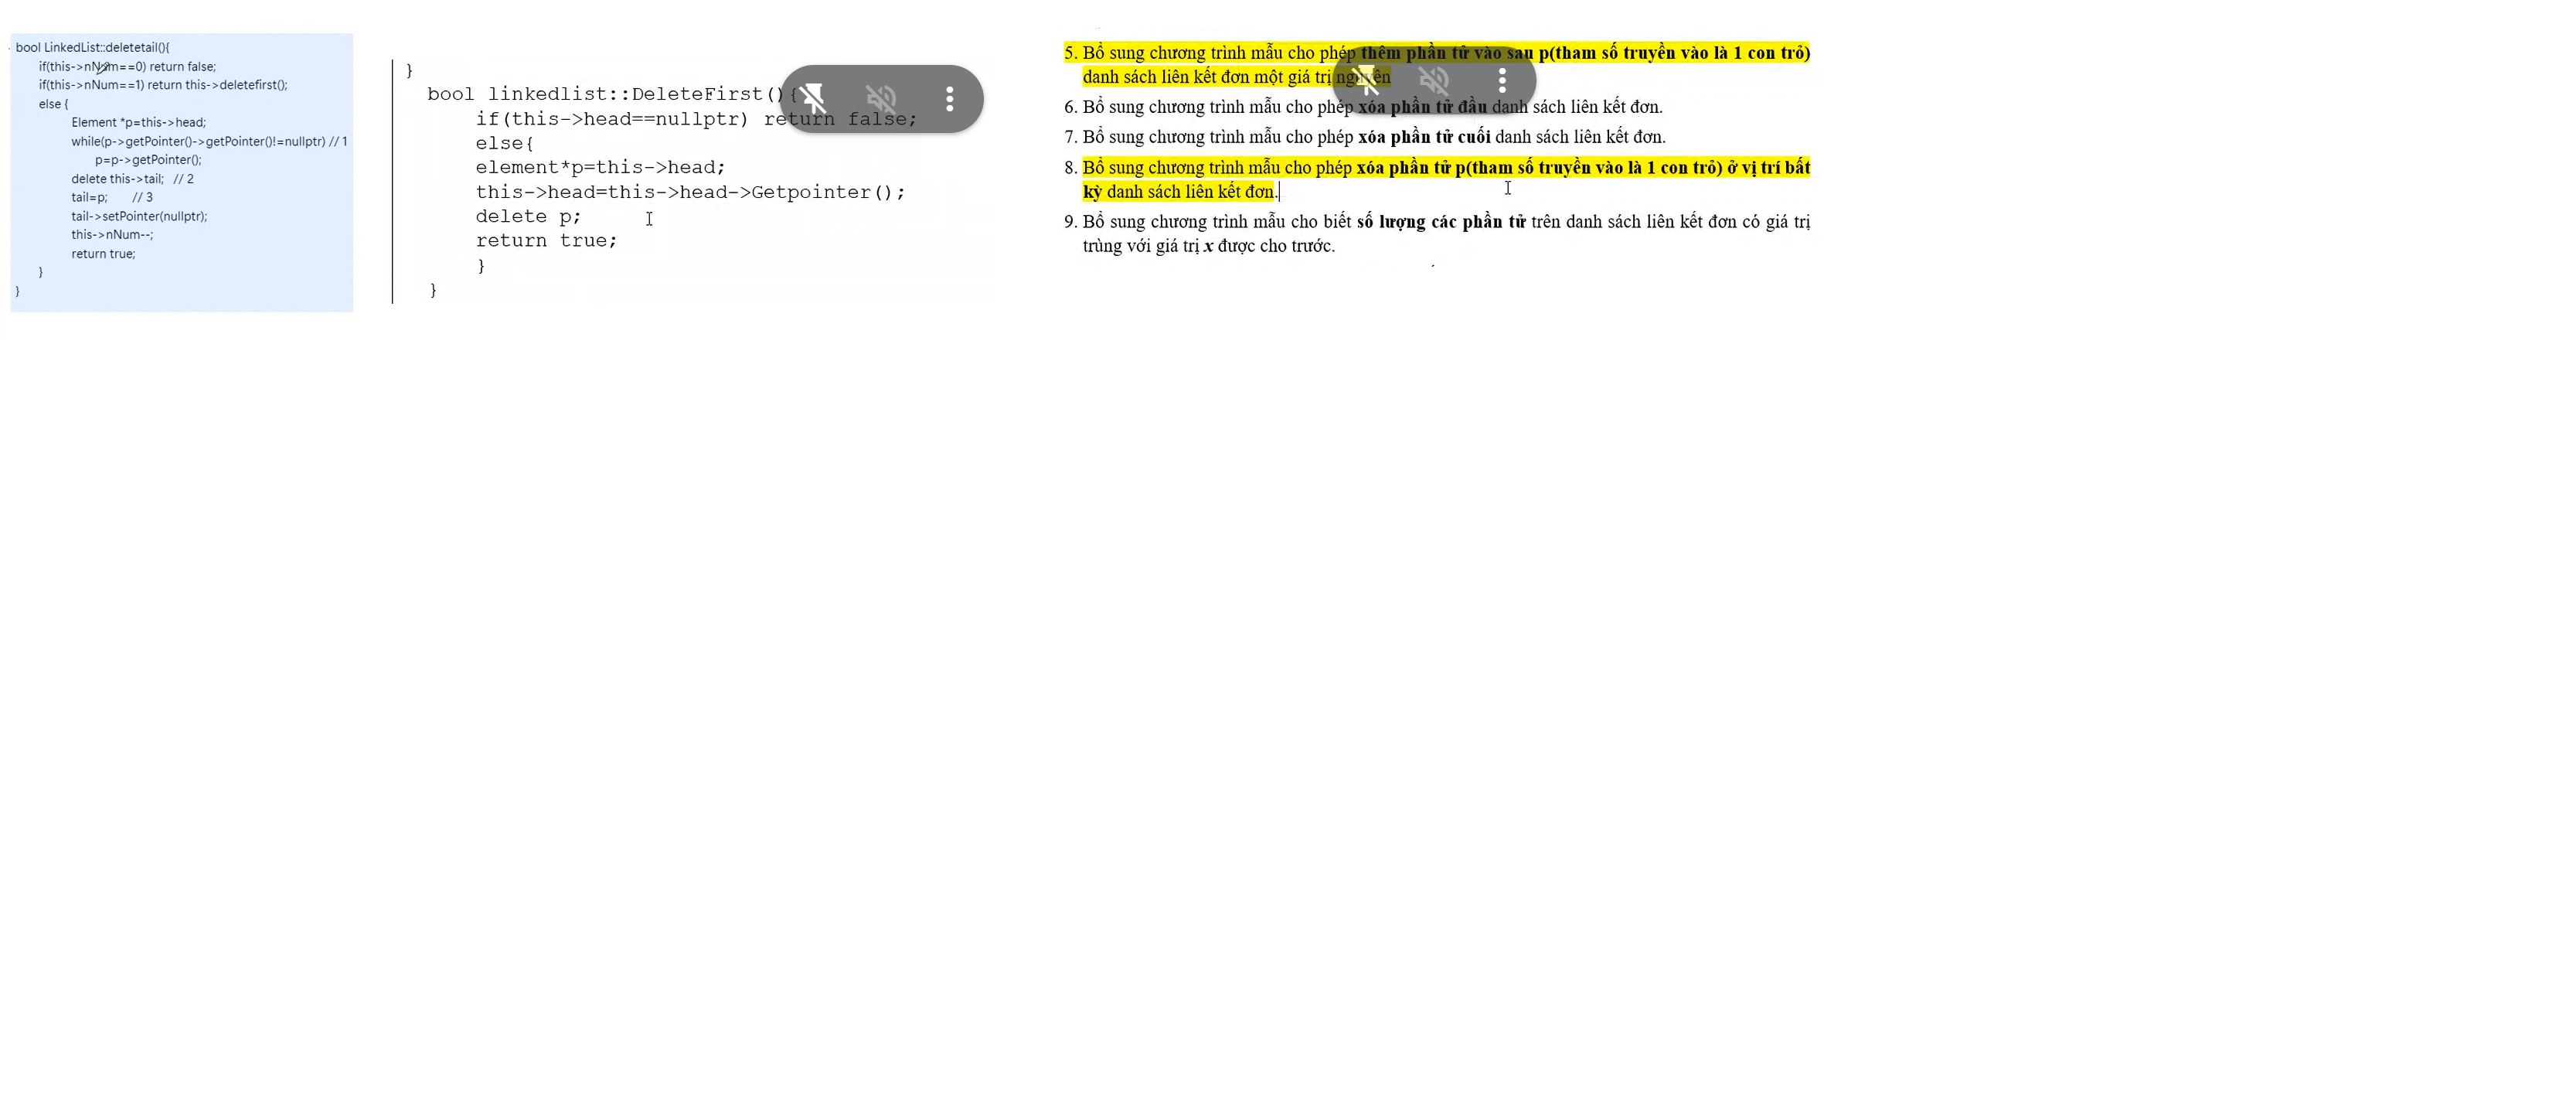 bool LinkedList::deletetail(){
if(this->nNum==0) return false;
if(this->nNum==1) return this->deletefirst();
else {
Element *p=this->head;
while(p->getPointer()->getPointer()!=nullptr) // 1
p=p->getPointer();
delete this->tail; // 2
tail=p; // 3
tail->setPointer(nullptr);
this->nNum--;
return true;
}
}
}
bool linkedlist::DeleteFirst(){
if(this->head==nullptr) return false;
else{
element*p=this->head;
this->head=this->head->Getpointer();
delete p;
return true;
}
}
5. Bổ sung chương trình mẫu cho phép thêm phần tử vào sau p(tham số truyền vào là 1 con trỏ)
danh sách liên kết đơn một giá trị nguyên
6. Bổ sung chương trình mẫu cho phép xóa phần tử đầu danh sách liên kết đơn.
7. Bổ sung chương trình mẫu cho phép xóa phần tử cuối danh sách liên kết đơn.
8. Bổ sung chương trình mẫu cho phép xóa phần tử p(tham số truyền vào là 1 con trỏ) ở vị trí bất
kỳ danh sách liên kết đơn.
9. Bổ sung chương trình mẫu cho biết số lượng các phần tử trên danh sách liên kết đơn có giá trị
trùng với giá trị x được cho trước.